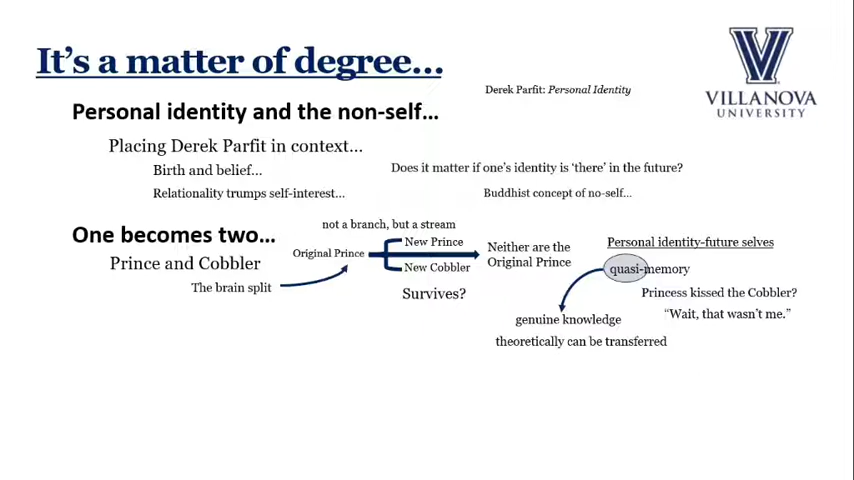 It's a matter of degree...
VILLANOVA
UNIVERSITY
Derek Parfit: Personal Identity
Personal identity and the non-self...
Placing Derek Parfit in context...
Birth and belief...
Does it matter if one's identity is 'there' in the future?
Relationality trumps self-interest...
Buddhist concept of no-self...
One becomes two...
not a branch, but a stream
Prince and Cobbler
Original Prince
New Prince
New Cobbler
Neither are the
Original Prince
Personal identity-future selves
quasi-memory
The brain split
Survives?
Princess kissed the Cobbler?
"Wait, that wasn't me."
genuine knowledge
theoretically can be transferred